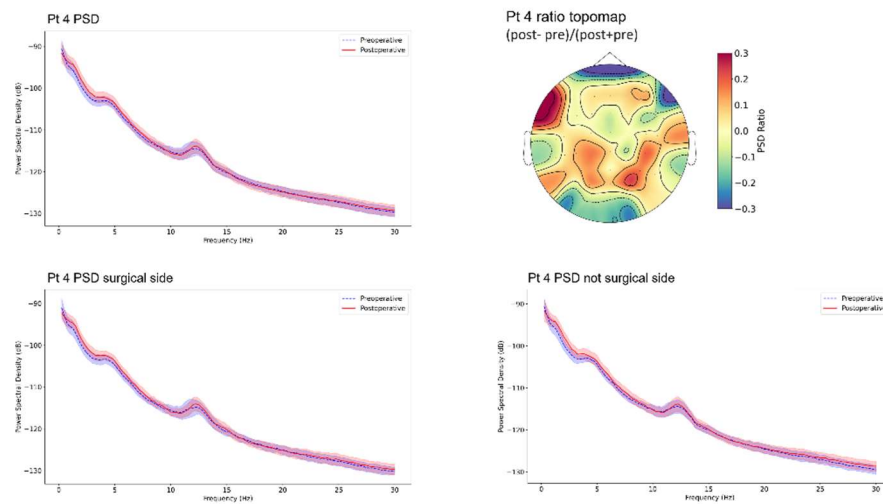 Pt 4 PSD
Power Spectral Density (dB)
−90
−100
−110
−120
−130
Preoperative
Postoperative
0 5 10 15 20 25 30
Frequency (Hz)
Pt 4 ratio topomap
(post- pre)/(post+pre)
0.3
0.2
0.1
0.0
−0.1
−0.2
−0.3
PSD Ratio
Pt 4 PSD surgical side
Power Spectral Density (dB)
−90
−100
−110
−120
−130
Preoperative
Postoperative
0 5 10 15 20 25 30
Frequency (Hz)
Pt 4 PSD not surgical side
Power Spectral Density (dB)
−90
−100
−110
−120
−130
Preoperative
Postoperative
0 5 10 15 20 25 30
Frequency (Hz)